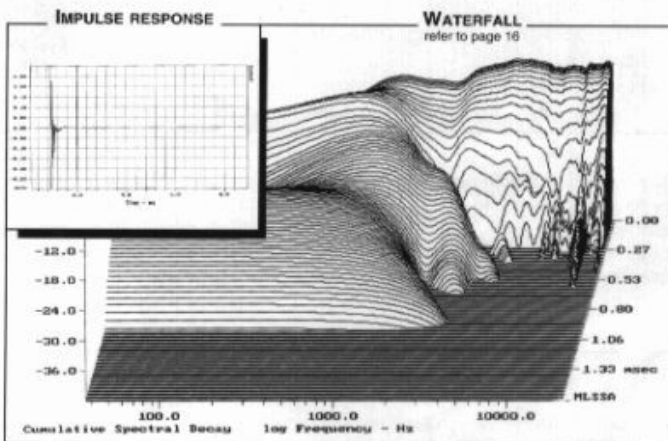 IMPULSE RESPONSE
WATERFALL
refer to page 16
0.00
0.27
-12.0
0.53
-18.0
0.80
-24.0
1.06
-30.0
1.33 msec
-36.0
MLSSA
100.0 1000.0 10000.0
Cumulative Spectral Decay log Frequency - Hz